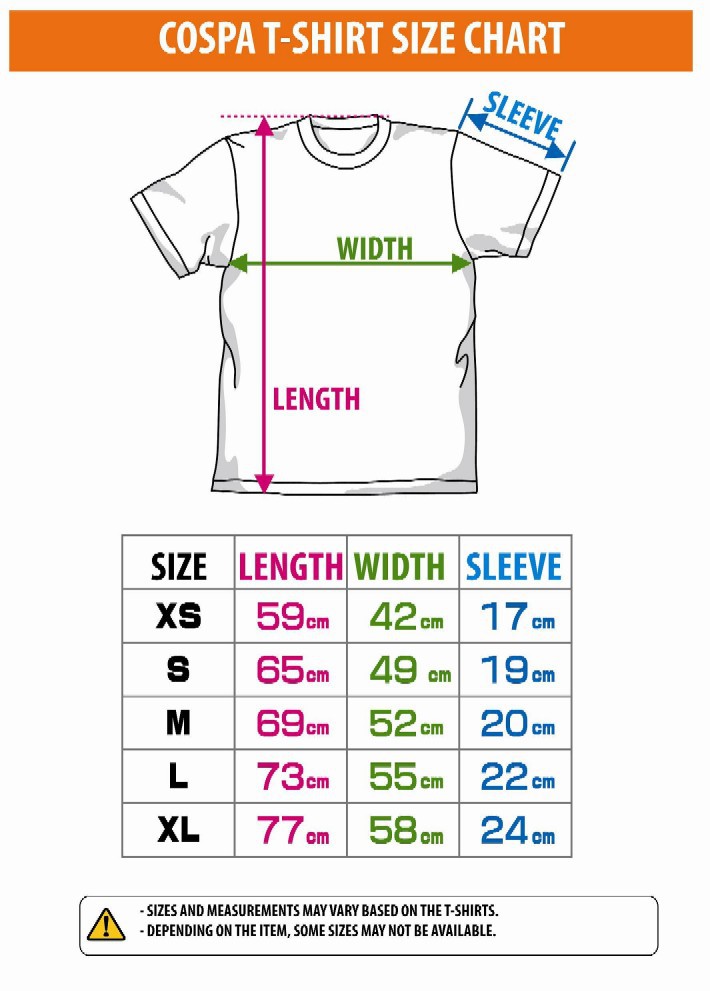 COSPA T-SHIRT SIZE CHART
SLEEVE
WIDTH
LENGTH
SIZE LENGTH WIDTH SLEEVE
XS 59cm 42cm 17cm
S 65cm 49 cm 19cm
M 69cm 52cm 20cm
L 73cm 55cm 22cm
XL 77cm 58cm 24cm
- SIZES AND MEASUREMENTS MAY VARY BASED ON THE T-SHIRTS.
- DEPENDING ON THE ITEM, SOME SIZES MAY NOT BE AVAILABLE.